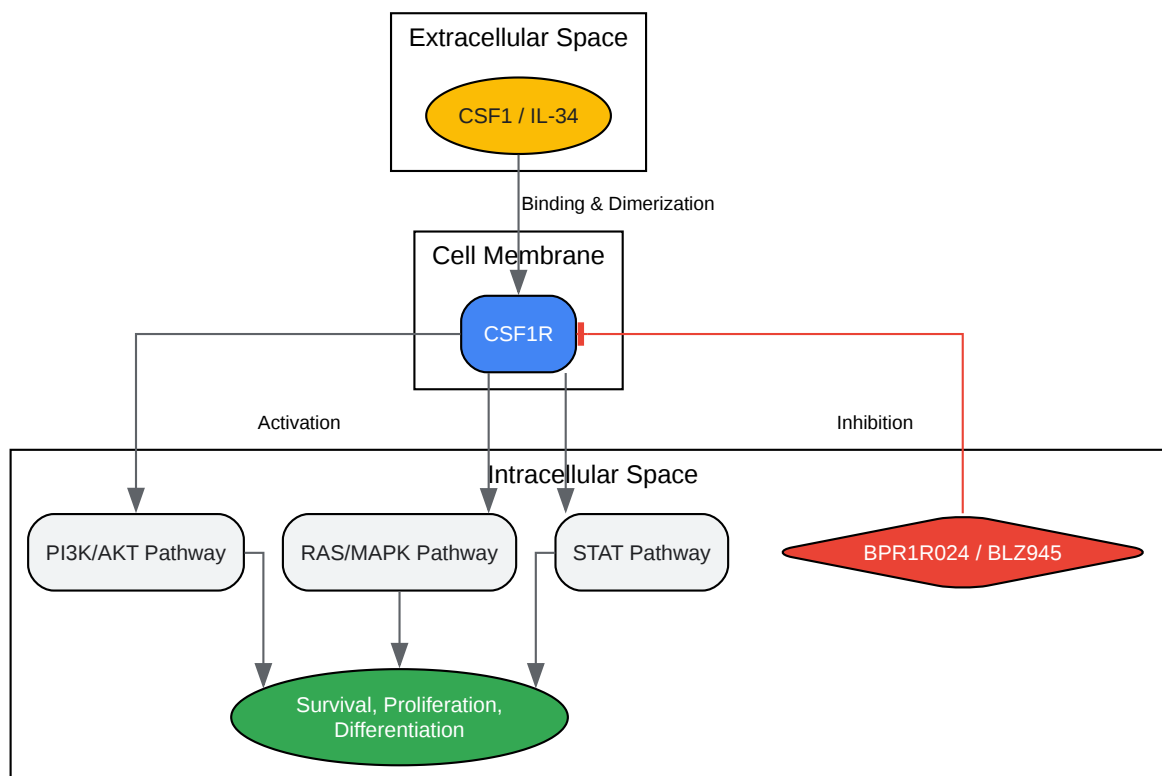 Extracellular Space
CSF1 / IL-34
Binding & Dimerization
Cell Membrane
CSF1R
Activation
Inhibition
Intracellular Space
PI3K/AKT Pathway
RAS/MAPK Pathway
STAT Pathway
BPR1R024 / BLZ945
Survival, Proliferation,
Differentiation